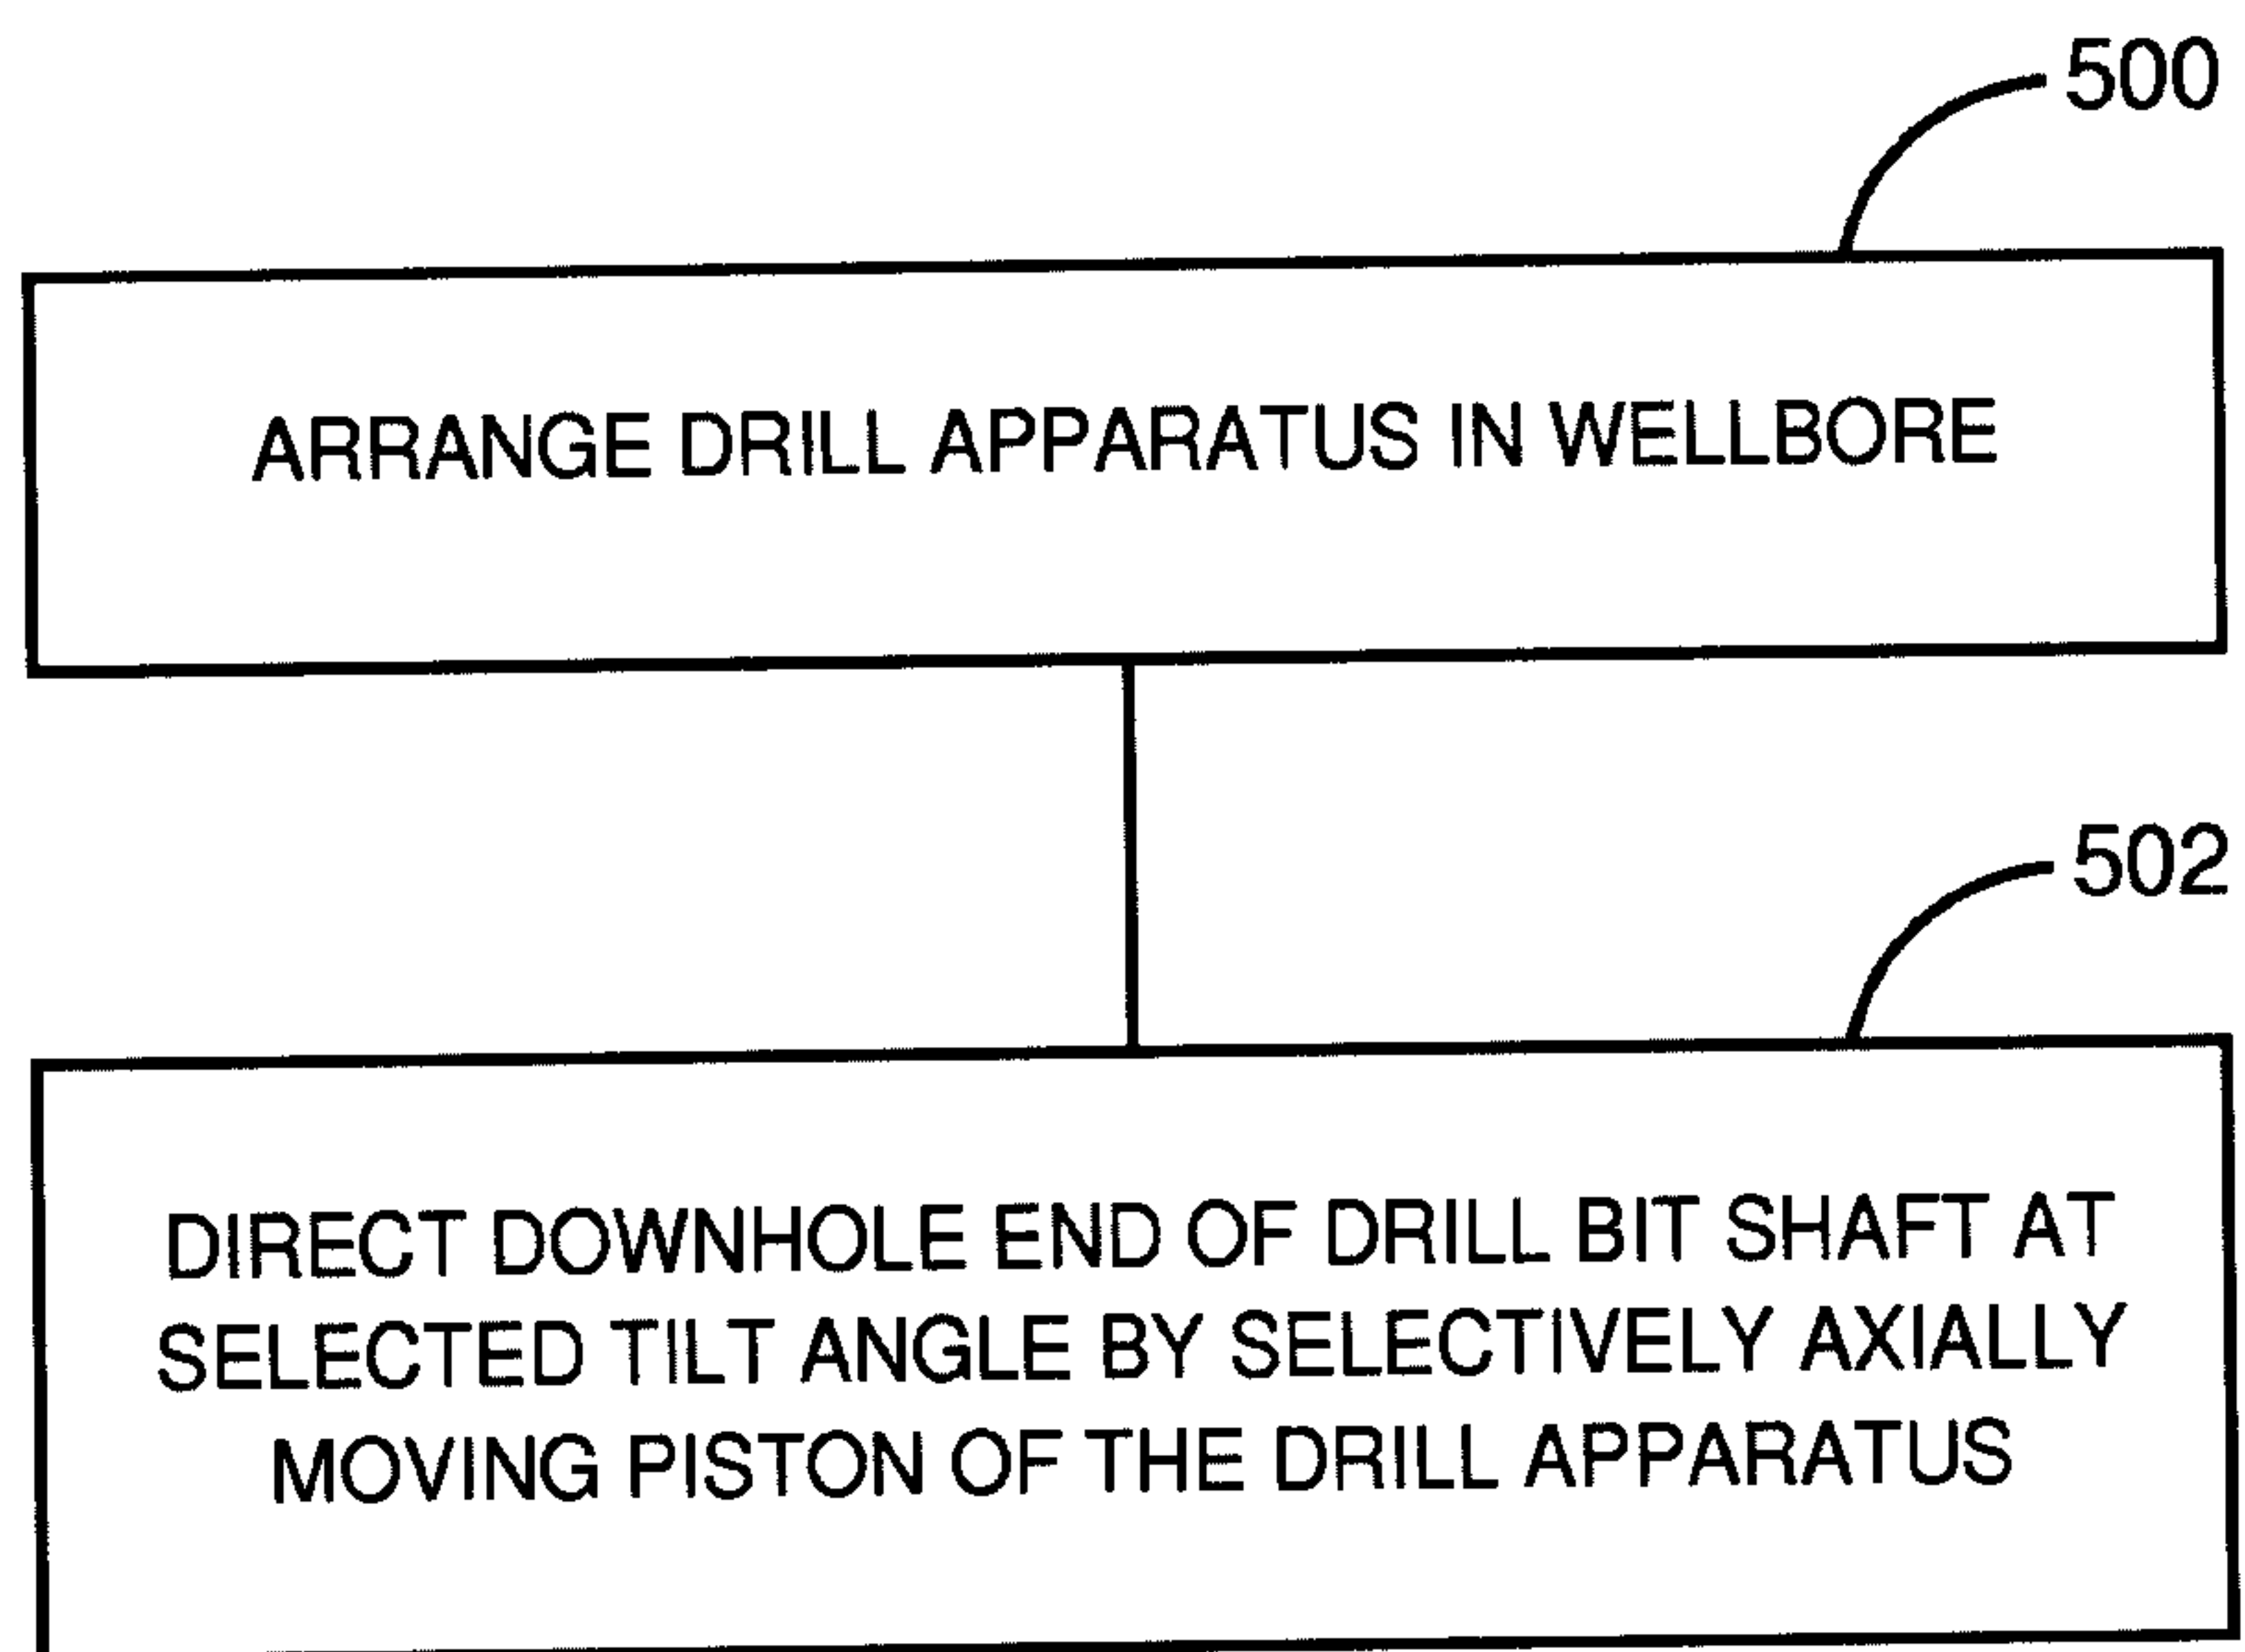 500
ARRANGE DRILL APPARATUS IN WELLBORE
502
DIRECT DOWNHOLE END OF DRILL BIT SHAFT AT
SELECTED TILT ANGLE BY SELECTIVELY AXIALLY
MOVING PISTON OF THE DRILL APPARATUS